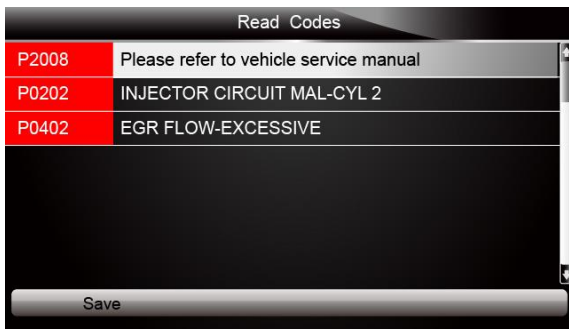 Read Codes
P2008 Please refer to vehicle service manual
P0202 INJECTOR CIRCUIT MAL-CYL 2
P0402 EGR FLOW-EXCESSIVE
Save